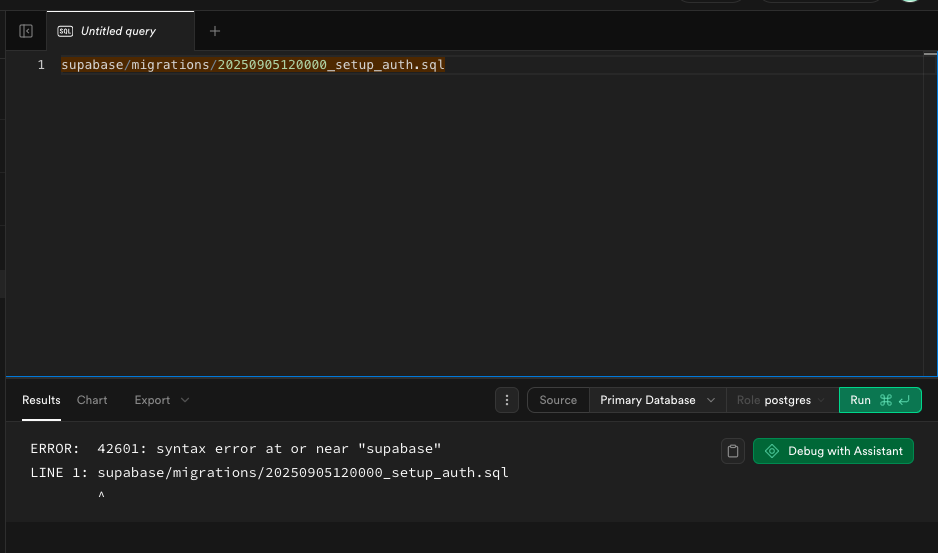 SQL Untitled query +
1 supabase/migrations/20250905120000_setup_auth.sql
Results Chart Export Source Primary Database Role postgres Run ⌘ ↵
ERROR:  42601: syntax error at or near "supabase" Debug with Assistant
LINE 1: supabase/migrations/20250905120000_setup_auth.sql
^